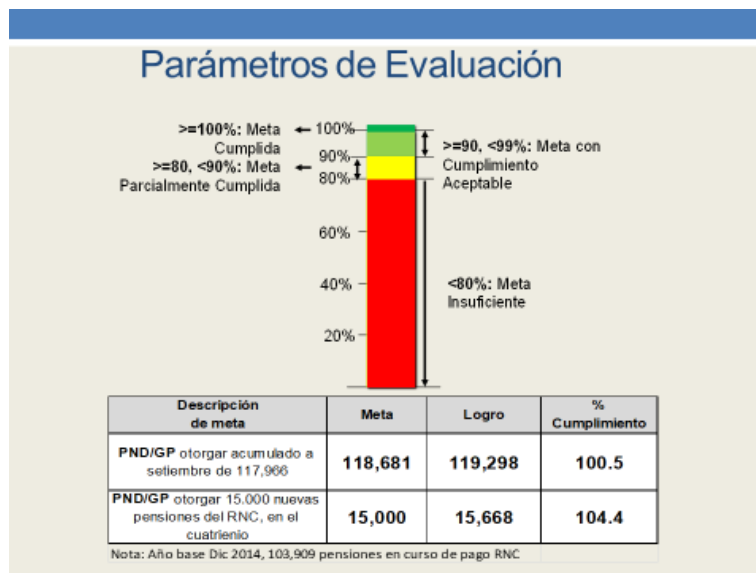 Parámetros de Evaluación
>=100%: Meta
Cumplida
>=80, <90%: Meta
Parcialmente Cumplida
100%
90%
80%
60%
40%
20%
>=90, <99%: Meta con
Cumplimiento
Aceptable
<80%: Meta
Insuficiente
Descripción
de meta
Meta
Logro
%
Cumplimiento
PND/GP otorgar acumulado a
setiembre de 117,966
118,681
119,298
100.5
PND/GP otorgar 15.000 nuevas
pensiones del RNC, en el
cuatrienio
15,000
15,668
104.4
Nota: Año base Dic 2014, 103,909 pensiones en curso de pago RNC